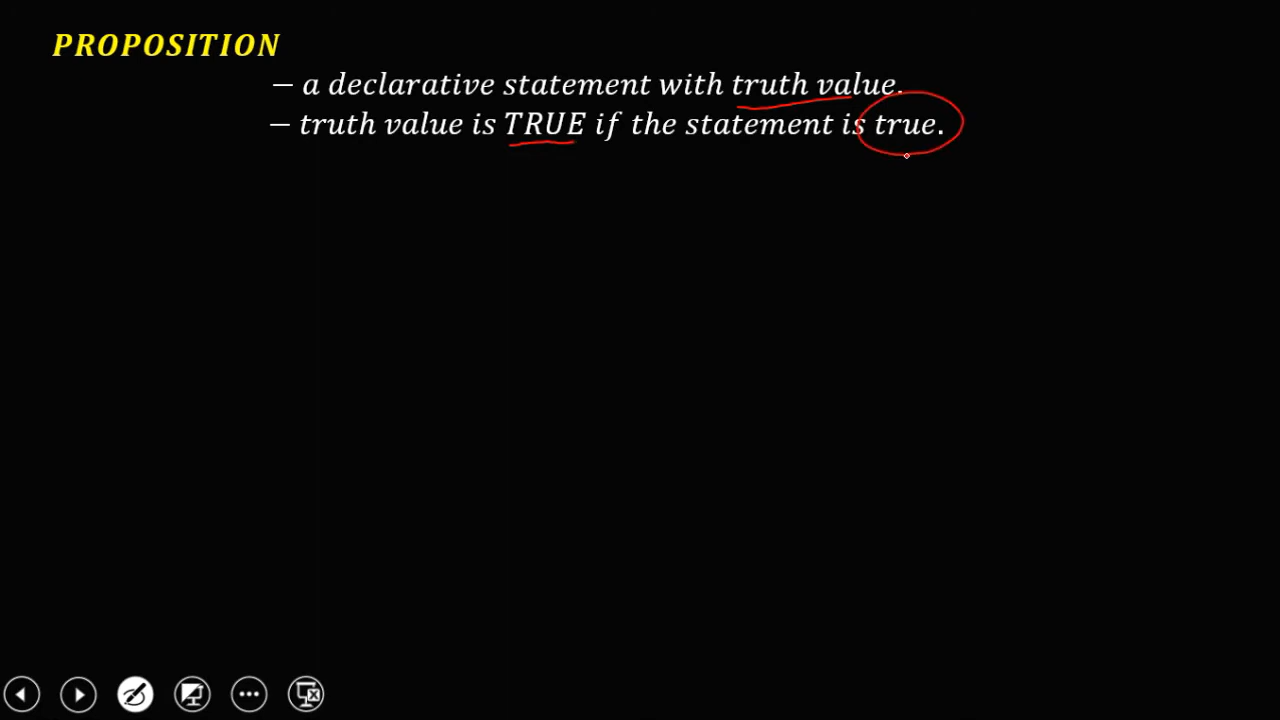 PROPOSITION
– a declarative statement with truth value.
– truth value is TRUE if the statement is true.